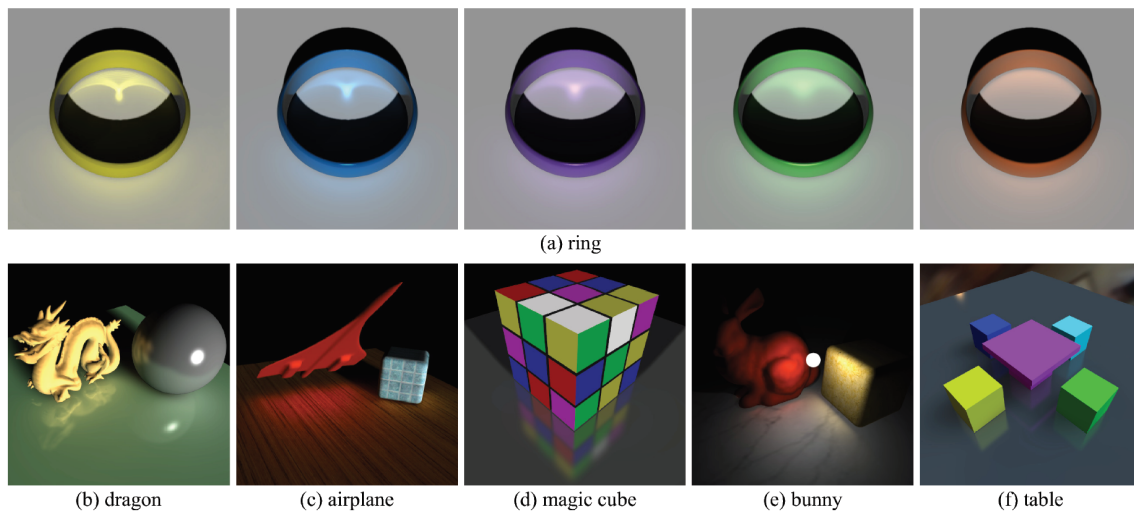 (a) ring
(b) dragon
(c) airplane
(d) magic cube
(e) bunny
(f) table